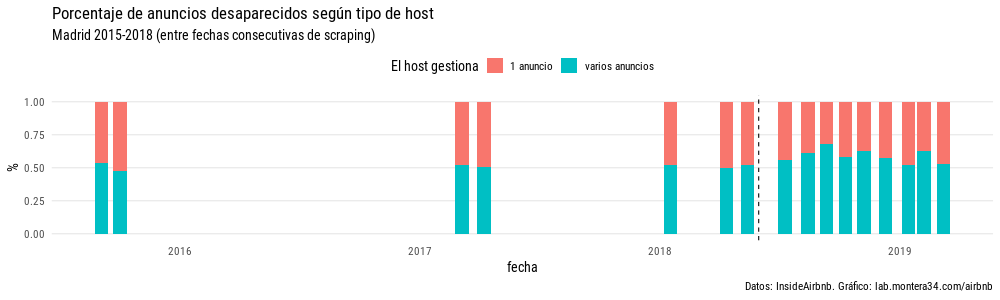 Porcentaje de anuncios desaparecidos según tipo de host
Madrid 2015-2018 (entre fechas consecutivas de scraping)
El host gestiona 1 anuncio varios anuncios
1.00
0.75
0.50
0.25
0.00
%
2016 2017 2018 2019
fecha
Datos: InsideAirbnb. Gráfico: lab.montera34.com/airbnb